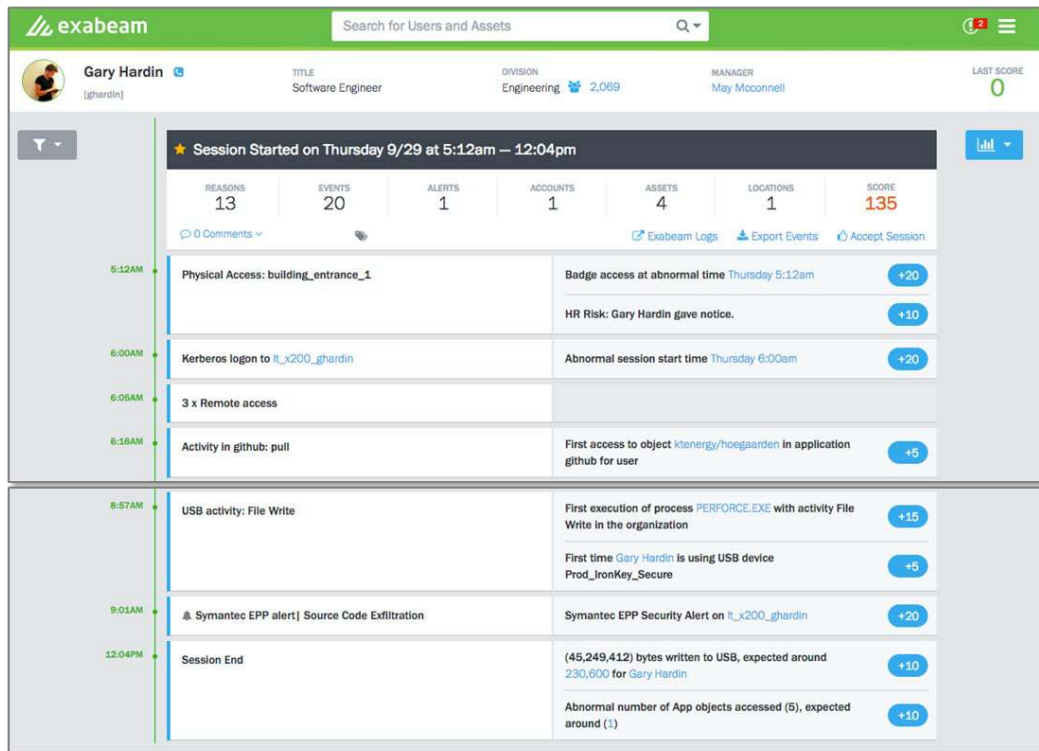 exabeam
Search for Users and Assets
2
Gary Hardin
[ghardin]
TITLE
Software Engineer
DIVISION
Engineering 2,069
MANAGER
May Mcconnell
LAST SCORE
0
Session Started on Thursday 9/29 at 5:12am — 12:04pm
REASONS
13
EVENTS
20
ALERTS
1
ACCOUNTS
1
ASSETS
4
LOCATIONS
1
SCORE
135
0 Comments
Exabeam Logs
Export Events
Accept Session
5:12AM
Physical Access: building_entrance_1
Badge access at abnormal time Thursday 5:12am
+20
HR Risk: Gary Hardin gave notice.
+10
6:00AM
Kerberos logon to lt_x200_ghardin
Abnormal session start time Thursday 6:00am
+20
6:05AM
3 x Remote access
6:18AM
Activity in github: pull
First access to object ktenergy/hoegaarden in application
github for user
+5
8:57AM
USB activity: File Write
First execution of process PERFORCE.EXE with activity File
Write in the organization
+15
First time Gary Hardin is using USB device
Prod_IronKey_Secure
+5
9:01AM
Symantec EPP alert| Source Code Exfiltration
Symantec EPP Security Alert on lt_x200_ghardin
+20
12:04PM
Session End
(45,249,412) bytes written to USB, expected around
230,600 for Gary Hardin
+10
Abnormal number of App objects accessed (5), expected
around (1)
+10